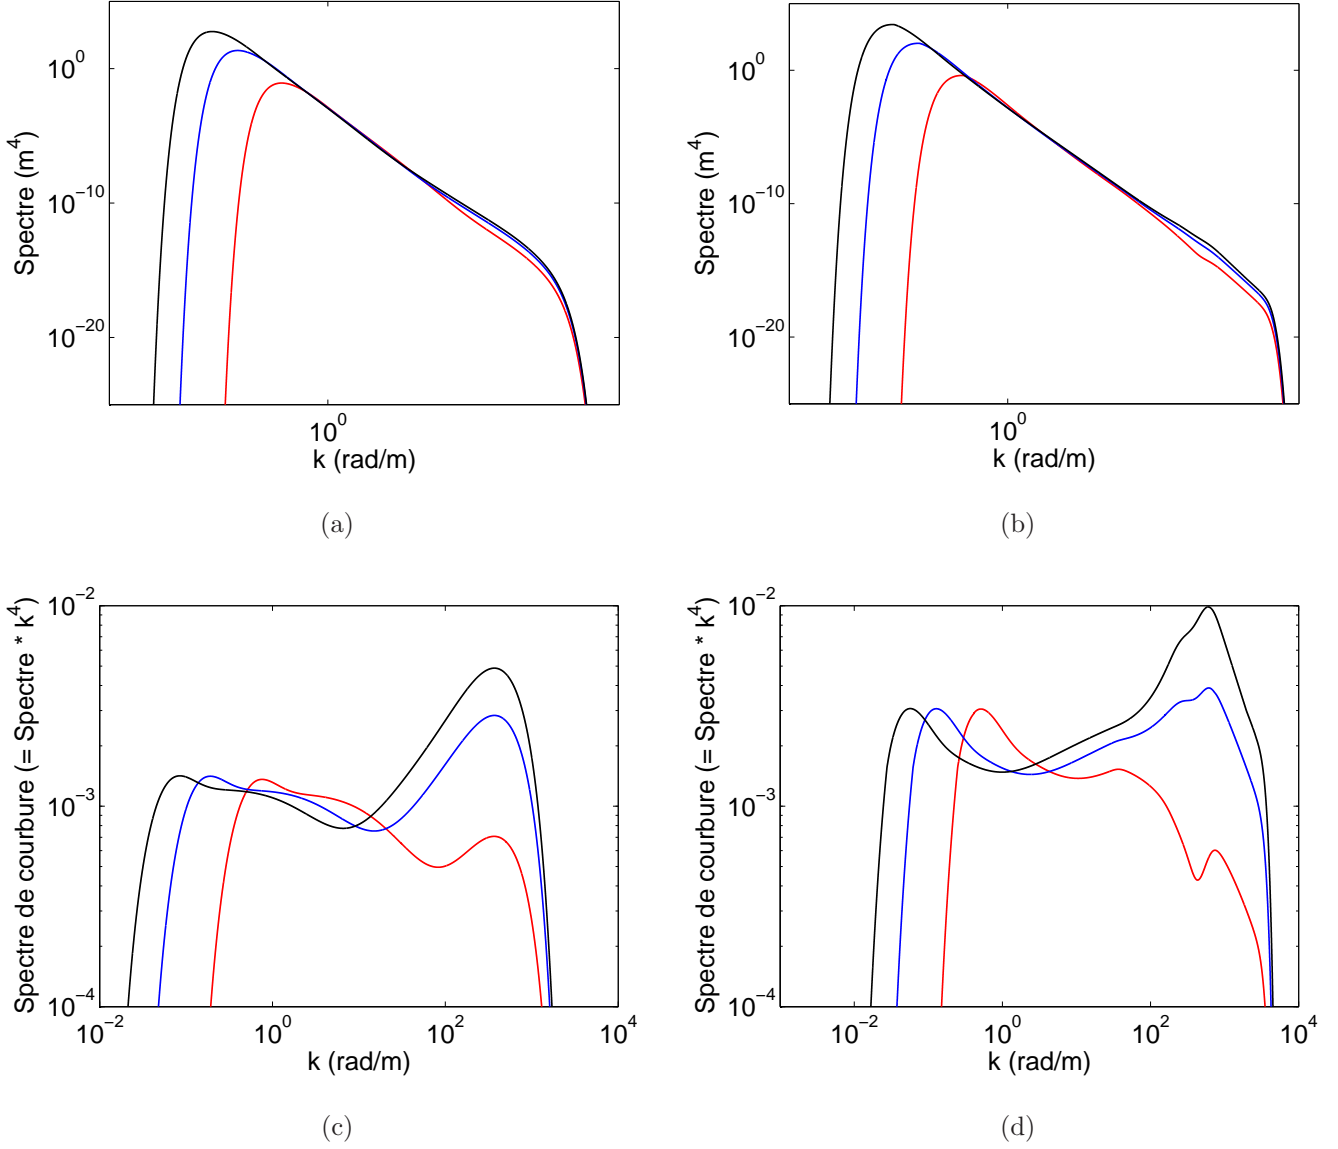 10^0
10^−10
10^−20
Spectre (m^4)
10^0
k (rad/m)
(a)
10^0
10^−10
10^−20
Spectre (m^4)
10^0
k (rad/m)
(b)
10^−2
10^−3
10^−4
Spectre de courbure (= Spectre * k^4)
10^−2
10^0
10^2
10^4
k (rad/m)
(c)
10^−2
10^−3
10^−4
Spectre de courbure (= Spectre * k^4)
10^−2
10^0
10^2
10^4
k (rad/m)
(d)